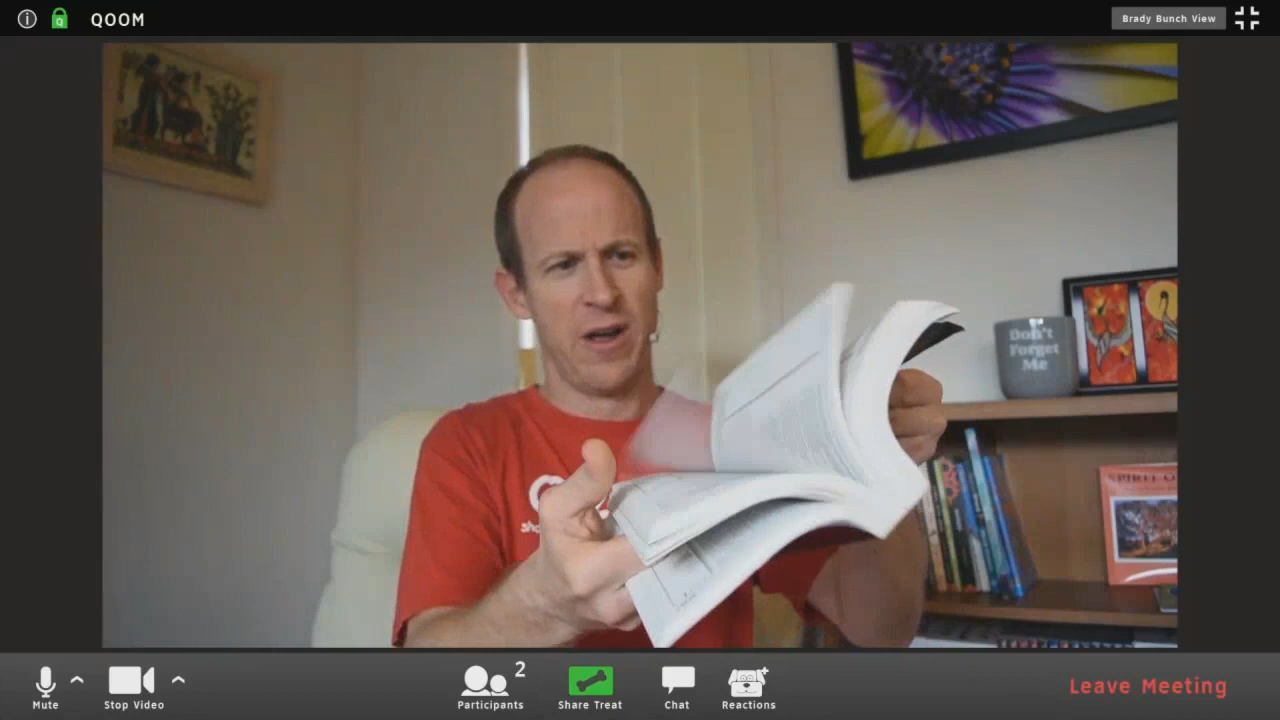 QOOM
Brady Bunch View
Don't
Forget
Me
2
Mute
Stop Video
Participants
Share Treat
Chat
Reactions
Leave Meeting